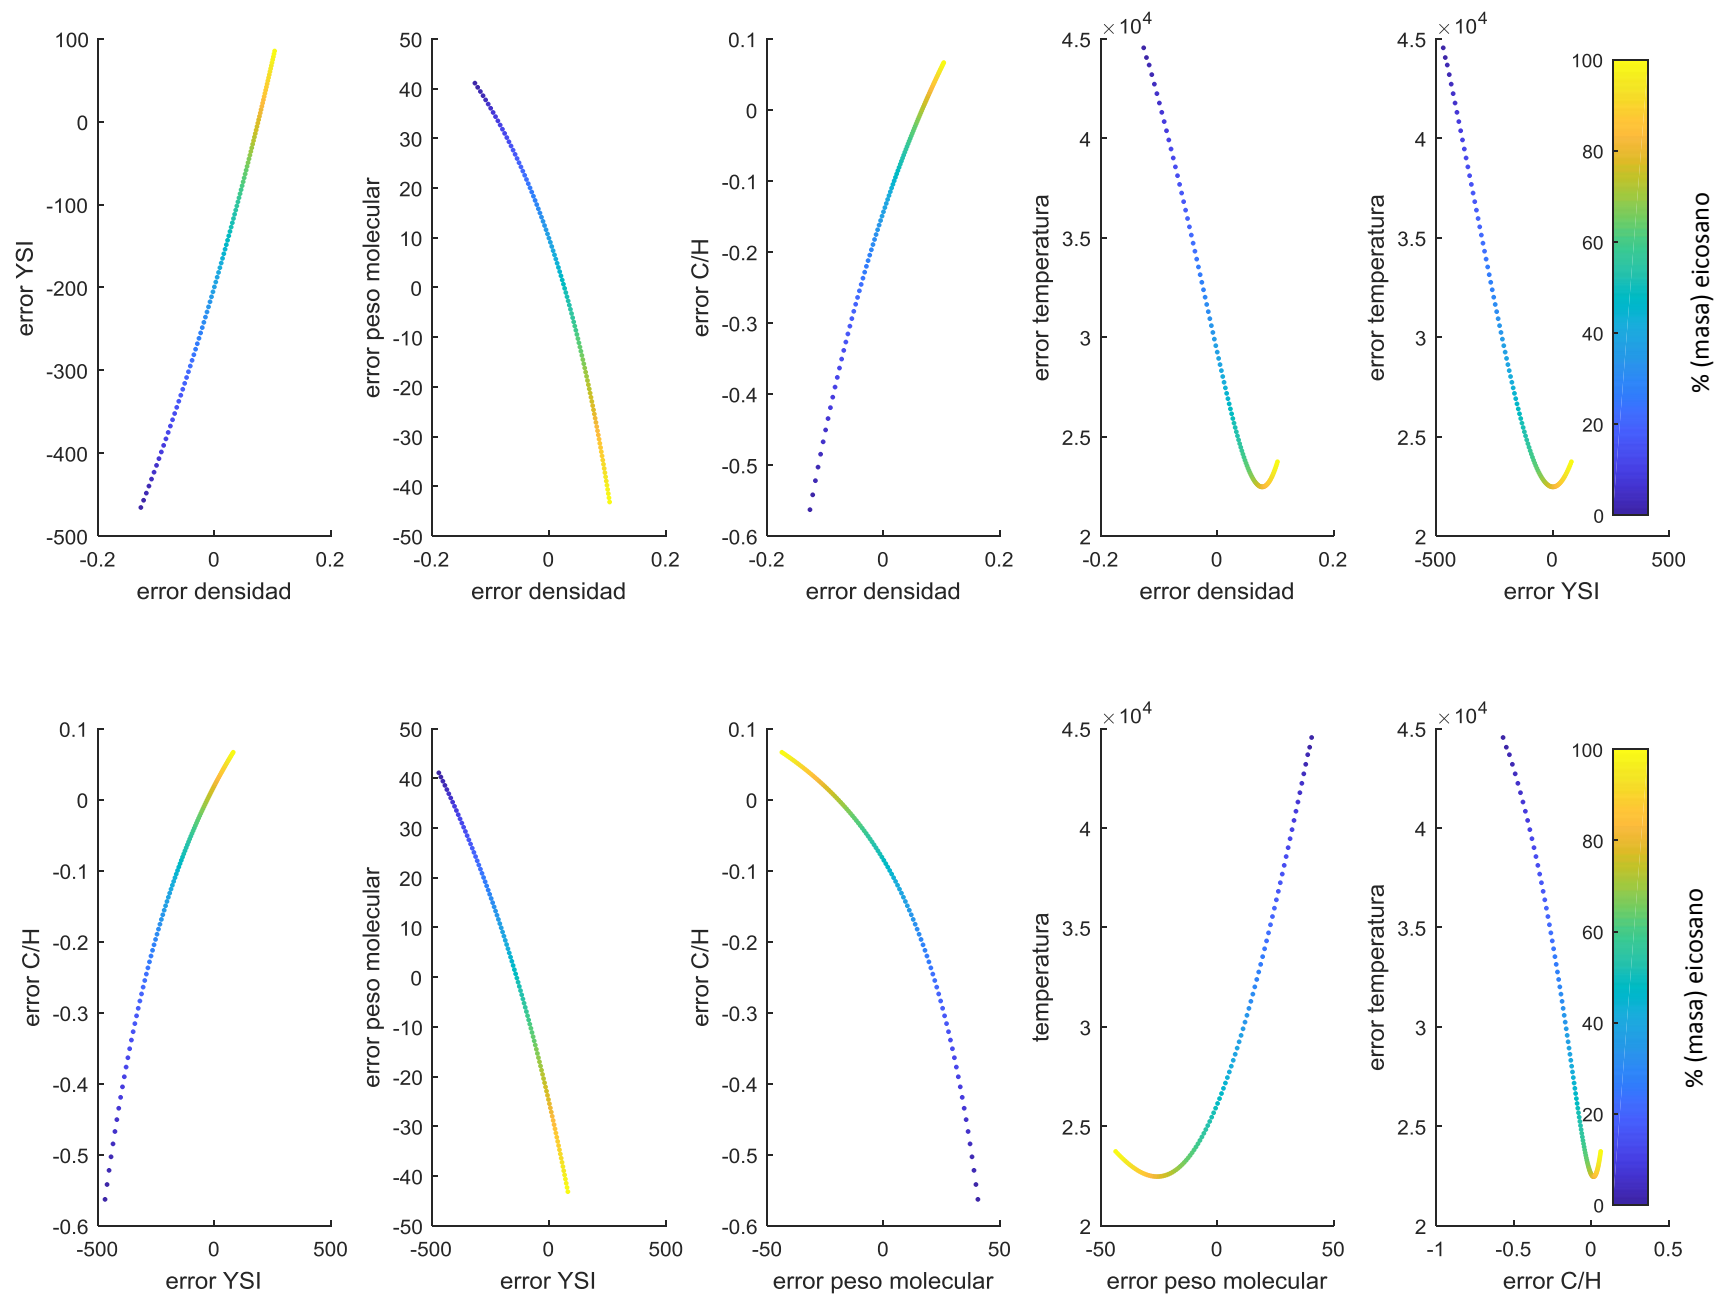 100
0
-100
-200
-300
-400
-500
-0.2 0 0.2
error YSI
error densidad
50
40
30
20
10
0
-10
-20
-30
-40
-50
-0.2 0 0.2
error peso molecular
error densidad
0.1
0
-0.1
-0.2
-0.3
-0.4
-0.5
-0.6
-0.2 0 0.2
error C/H
error densidad
×10⁴
4.5
4
3.5
3
2.5
2
-0.2 0 0.2
error temperatura
error densidad
×10⁴
4.5
4
3.5
3
2.5
2
-500 0 500
error temperatura
error YSI
100
80
60
40
20
0
% (masa) eicosano
0.1
0
-0.1
-0.2
-0.3
-0.4
-0.5
-0.6
-500 0 500
error C/H
error YSI
50
40
30
20
10
0
-10
-20
-30
-40
-50
-500 0 500
error peso molecular
error YSI
0.1
0
-0.1
-0.2
-0.3
-0.4
-0.5
-0.6
-50 0 50
error C/H
error peso molecular
×10⁴
4.5
4
3.5
3
2.5
2
-50 0 50
temperatura
error peso molecular
×10⁴
4.5
4
3.5
3
2.5
2
-1 -0.5 0 0.5
error temperatura
error C/H
100
80
60
40
20
0
% (masa) eicosano